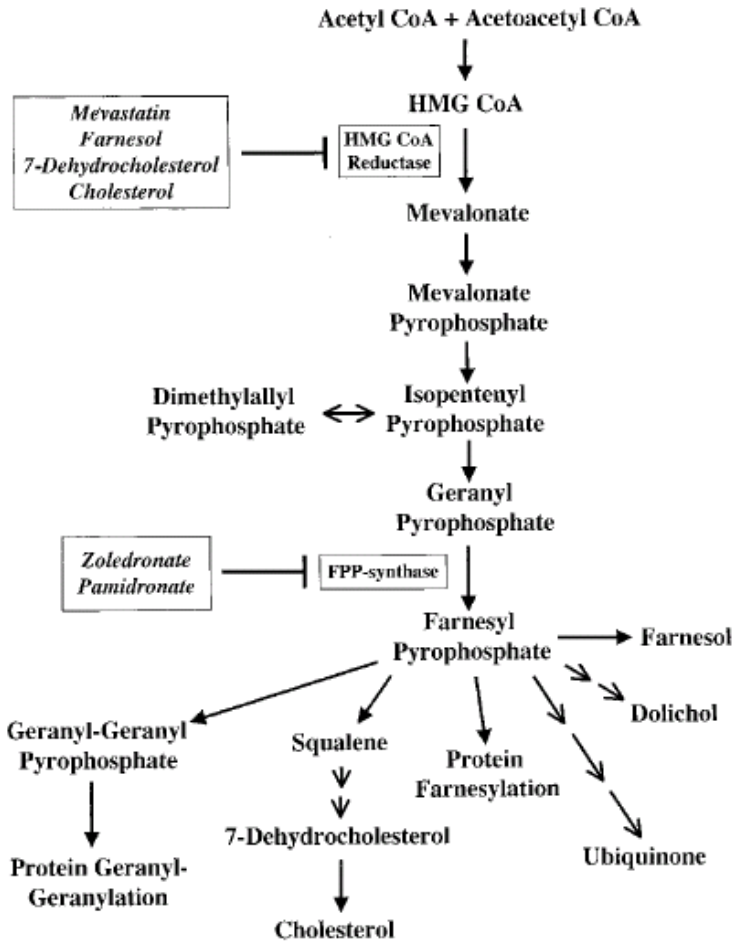 Acetyl CoA + Acetoacetyl CoA
HMG CoA
Mevastatin
Farnesol
7-Dehydrocholesterol
Cholesterol
HMG CoA
Reductase
Mevalonate
Mevalonate
Pyrophosphate
Dimethylallyl
Pyrophosphate
Isopentenyl
Pyrophosphate
Geranyl
Pyrophosphate
Zoledronate
Pamidronate
FPP-synthase
Farnesyl
Pyrophosphate
Farnesol
Dolichol
Geranyl-Geranyl
Pyrophosphate
Squalene
Protein
Farnesylation
7-Dehydrocholesterol
Ubiquinone
Protein Geranyl-
Geranylation
Cholesterol